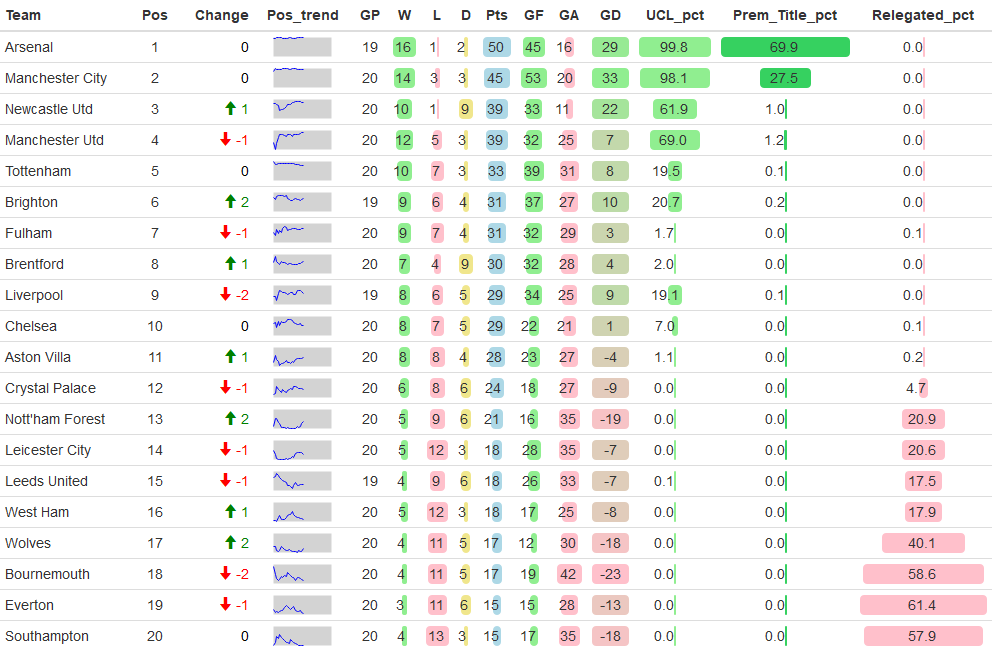 Team Pos Change Pos_trend GP W L D Pts GF GA GD UCL_pct Prem_Title_pct Relegated_pct
Arsenal 1 0 19 16 1 2 50 45 16 29 99.8 69.9 0.0
Manchester City 2 0 20 14 3 3 45 53 20 33 98.1 27.5 0.0
Newcastle Utd 3 1 20 10 1 9 39 33 11 22 61.9 1.0 0.0
Manchester Utd 4 -1 20 12 5 3 39 32 25 7 69.0 1.2 0.0
Tottenham 5 0 20 10 7 3 33 39 31 8 19.5 0.1 0.0
Brighton 6 2 19 9 6 4 31 37 27 10 20.7 0.2 0.0
Fulham 7 -1 20 9 7 4 31 32 29 3 1.7 0.0 0.1
Brentford 8 1 20 7 4 9 30 32 28 4 2.0 0.0 0.0
Liverpool 9 -2 19 8 6 5 29 34 25 9 19.1 0.1 0.0
Chelsea 10 0 20 8 7 5 29 22 21 1 7.0 0.0 0.1
Aston Villa 11 1 20 8 8 4 28 23 27 -4 1.1 0.0 0.2
Crystal Palace 12 -1 20 6 8 6 24 18 27 -9 0.0 0.0 4.7
Nott'ham Forest 13 2 20 5 9 6 21 16 35 -19 0.0 0.0 20.9
Leicester City 14 -1 20 5 12 3 18 28 35 -7 0.0 0.0 20.6
Leeds United 15 -1 19 4 9 6 18 26 33 -7 0.1 0.0 17.5
West Ham 16 1 20 5 12 3 18 17 25 -8 0.0 0.0 17.9
Wolves 17 2 20 4 11 5 17 12 30 -18 0.0 0.0 40.1
Bournemouth 18 -2 20 4 11 5 17 19 42 -23 0.0 0.0 58.6
Everton 19 -1 20 3 11 6 15 15 28 -13 0.0 0.0 61.4
Southampton 20 0 20 4 13 3 15 17 35 -18 0.0 0.0 57.9